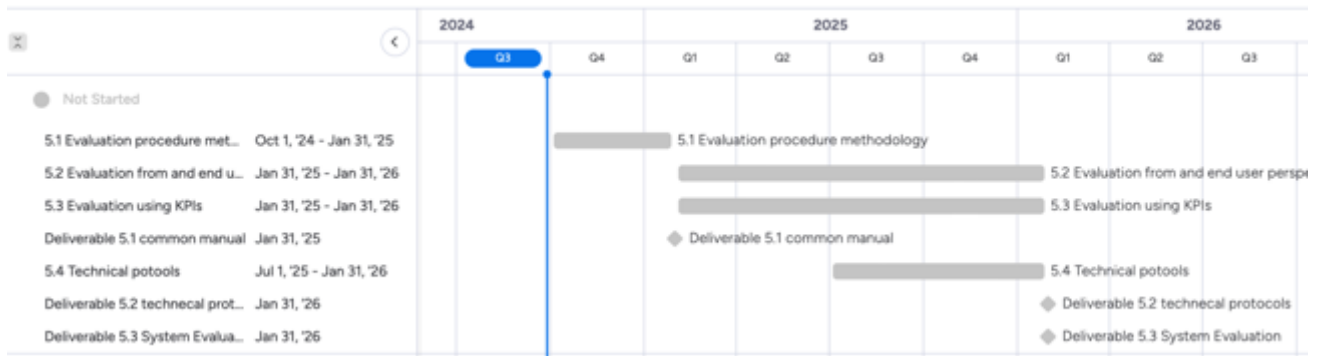 2024 2025 2026
Q3 Q4 Q1 Q2 Q3 Q4 Q1 Q2 Q3
Not Started
5.1 Evaluation procedure met... Oct 1, '24 - Jan 31, '25 5.1 Evaluation procedure methodology
5.2 Evaluation from and end u... Jan 31, '25 - Jan 31, '26 5.2 Evaluation from and end user perspe
5.3 Evaluation using KPIs Jan 31, '25 - Jan 31, '26 5.3 Evaluation using KPIs
Deliverable 5.1 common manual Jan 31, '25 Deliverable 5.1 common manual
5.4 Technical potools Jul 1, '25 - Jan 31, '26 5.4 Technical potools
Deliverable 5.2 technecal prot... Jan 31, '26 Deliverable 5.2 technecal protocols
Deliverable 5.3 System Evalua... Jan 31, '26 Deliverable 5.3 System Evaluation